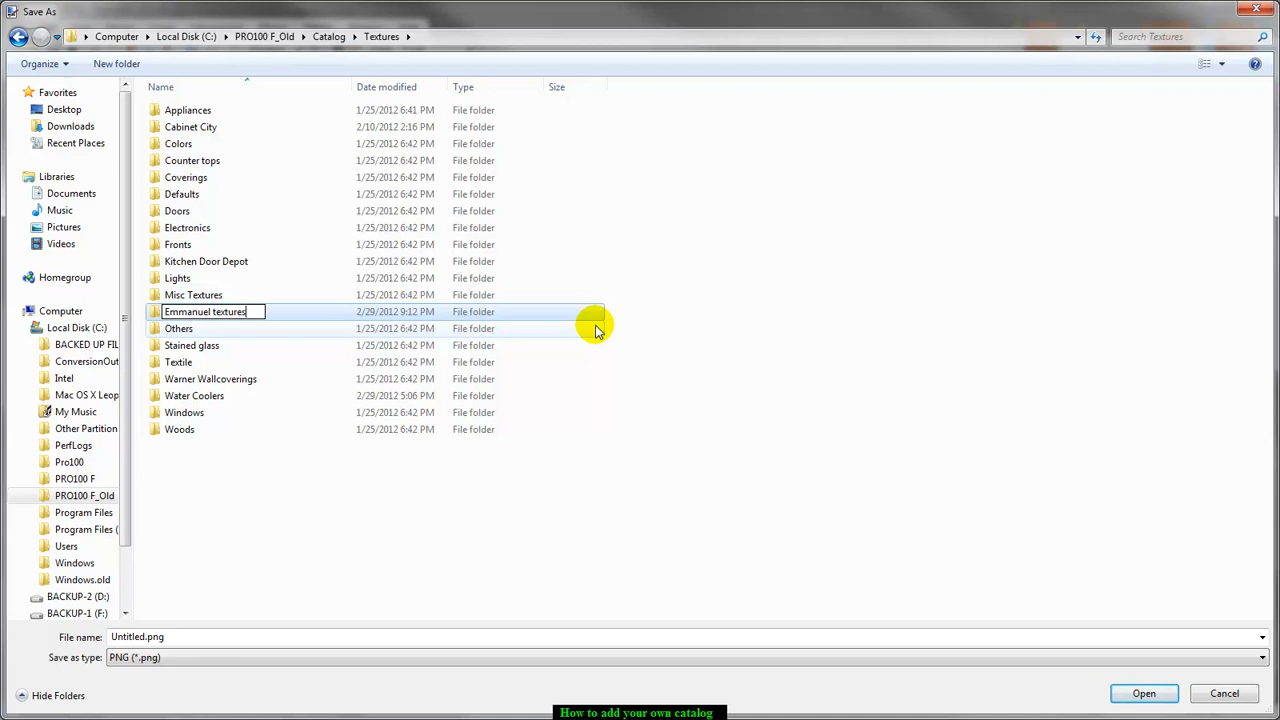 Save As
Computer Local Disk (C:) PRO100 F_Old Catalog Textures Search Textures
Organize New folder
Name Date modified Type Size
Favorites
Desktop
Downloads
Recent Places
Libraries
Documents
Music
Pictures
Videos
Homegroup
Computer
Local Disk (C:)
BACKED UP FIL
ConversionOut
Intel
Mac OS X Leop
My Music
Other Partition
PerfLogs
Pro100
PRO100 F
PRO100 F_Old
Program Files
Program Files (
Users
Windows
Windows.old
BACKUP-2 (D:)
BACKUP-1 (F:)
Appliances 1/25/2012 6:41 PM File folder
Cabinet City 2/10/2012 2:16 PM File folder
Colors 1/25/2012 6:42 PM File folder
Counter tops 1/25/2012 6:42 PM File folder
Coverings 1/25/2012 6:42 PM File folder
Defaults 1/25/2012 6:42 PM File folder
Doors 1/25/2012 6:42 PM File folder
Electronics 1/25/2012 6:42 PM File folder
Fronts 1/25/2012 6:42 PM File folder
Kitchen Door Depot 1/25/2012 6:42 PM File folder
Lights 1/25/2012 6:42 PM File folder
Misc Textures 1/25/2012 6:42 PM File folder
Emmanuel textures 2/29/2012 9:12 PM File folder
Others 1/25/2012 6:42 PM File folder
Stained glass 1/25/2012 6:42 PM File folder
Textile 1/25/2012 6:42 PM File folder
Warner Wallcoverings 1/25/2012 6:42 PM File folder
Water Coolers 2/29/2012 5:06 PM File folder
Windows 1/25/2012 6:42 PM File folder
Woods 1/25/2012 6:42 PM File folder
File name: Untitled.png
Save as type: PNG (*.png)
Hide Folders Open Cancel
How to add your own catalog